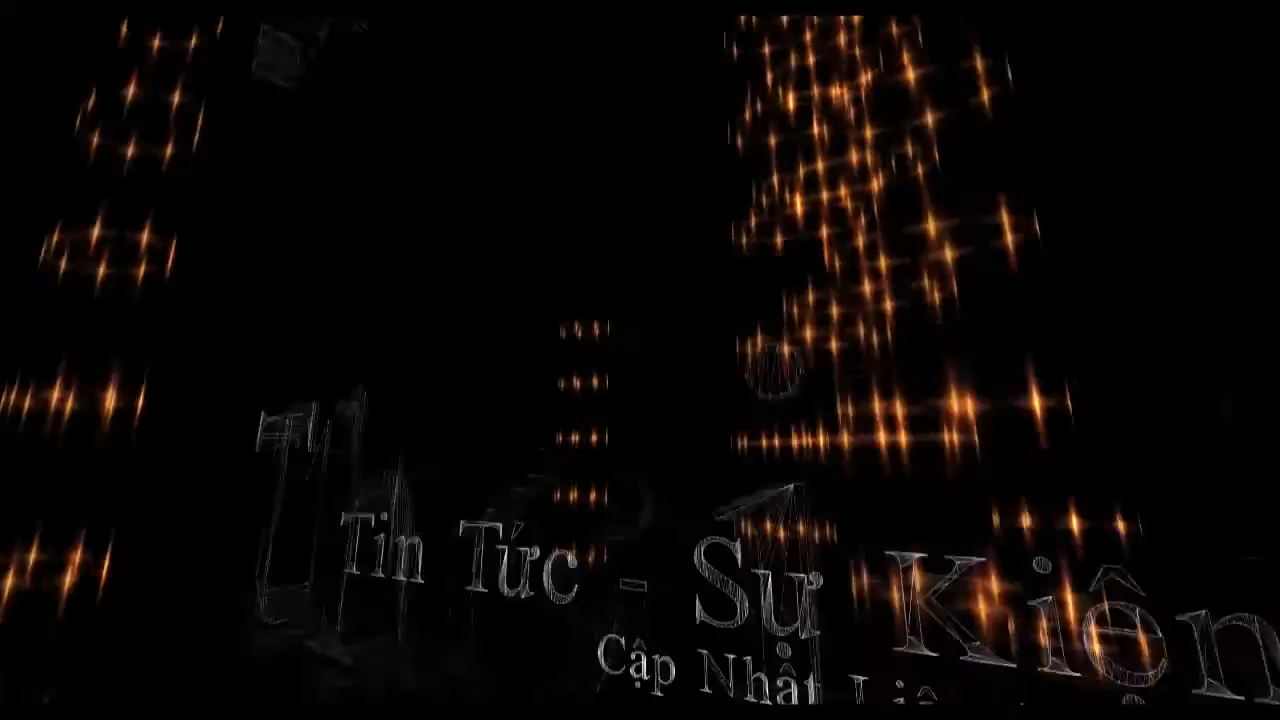 Tin Tức - Sự Kiện
Cập Nhật